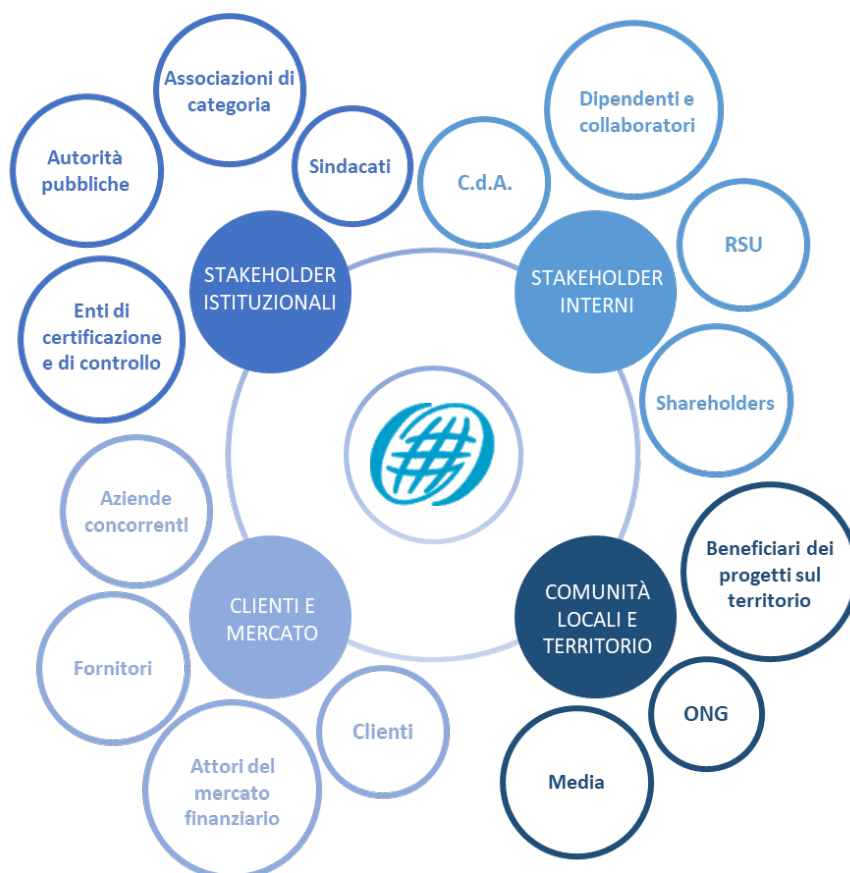 STAKEHOLDER
ISTITUZIONALI
Associazioni di
categoria
Autorità
pubbliche
Sindacati
Enti di
certificazione
e di controllo
STAKEHOLDER
INTERNI
C.d.A.
Dipendenti e
collaboratori
RSU
Shareholders
CLIENTI E
MERCATO
Aziende
concorrenti
Fornitori
Attori del
mercato
finanziario
Clienti
COMUNITÀ
LOCALI E
TERRITORIO
Beneficiari dei
progetti sul
territorio
ONG
Media